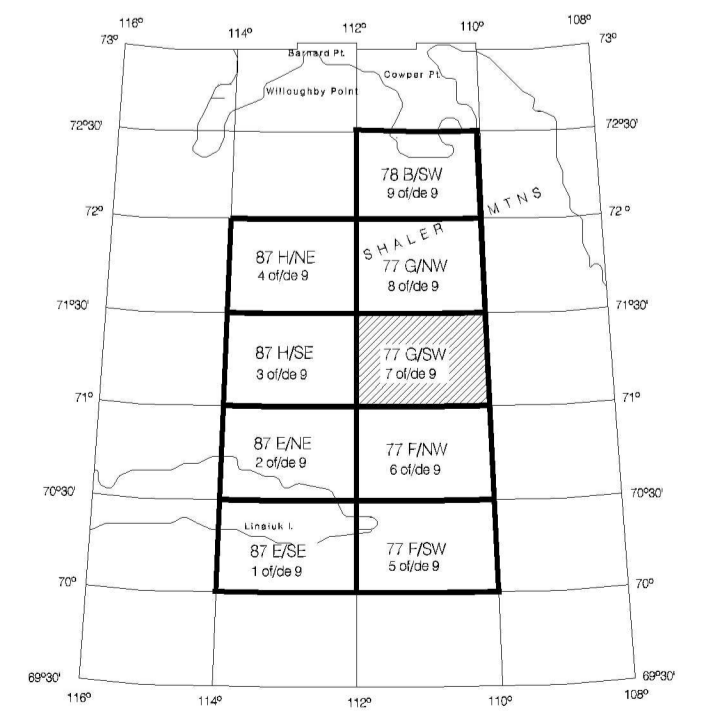 116° 114° 112° 110° 108°
73° 73°
Barnard Pt.
Cowper Pt.
Willoughby Point
72°30' 72°30'
78 B/SW
9 of/de 9
MTNS
72° 72°
SHALER
87 H/NE
4 of/de 9
77 G/NW
8 of/de 9
71°30' 71°30'
87 H/SE
3 of/de 9
77 G/SW
7 of/de 9
71° 71°
87 E/NE
2 of/de 9
77 F/NW
6 of/de 9
70°30' 70°30'
Linaluk I.
87 E/SE
1 of/de 9
77 F/SW
5 of/de 9
70° 70°
69°30' 69°30'
116° 114° 112° 110° 108°